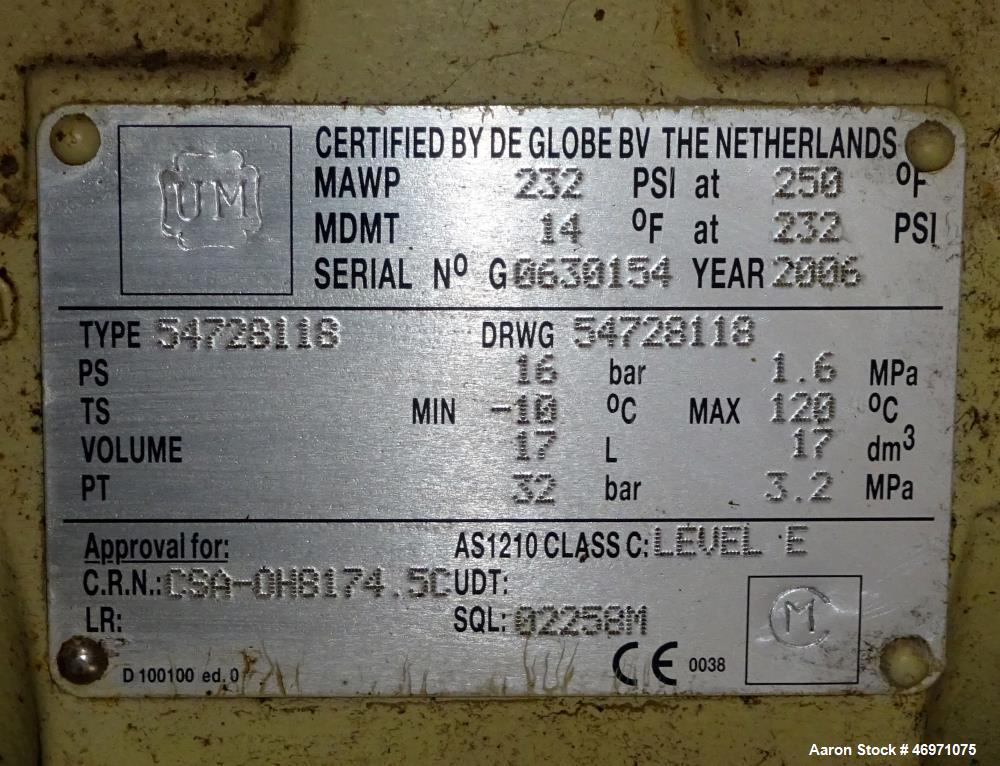 UM
CERTIFIED BY DE GLOBE BV THE NETHERLANDS
MAWP 232 PSI at 250 ºF
MDMT 14 ºF at 232 PSI
SERIAL Nº G0630154 YEAR 2006
TYPE 54728118 DRWG 54728118
PS 16 bar 1.6 MPa
TS MIN -10 ºC MAX 120 ºC
VOLUME 17 L 17 dm³
PT 32 bar 3.2 MPa
Approval for: AS1210 CLASS C: LEVEL E
C.R.N.: CSA-0H8174.5C UDT:
LR: SQL: 02258M
CM
D 100100 ed. 0 CE 0038
Aaron Stock # 46971075